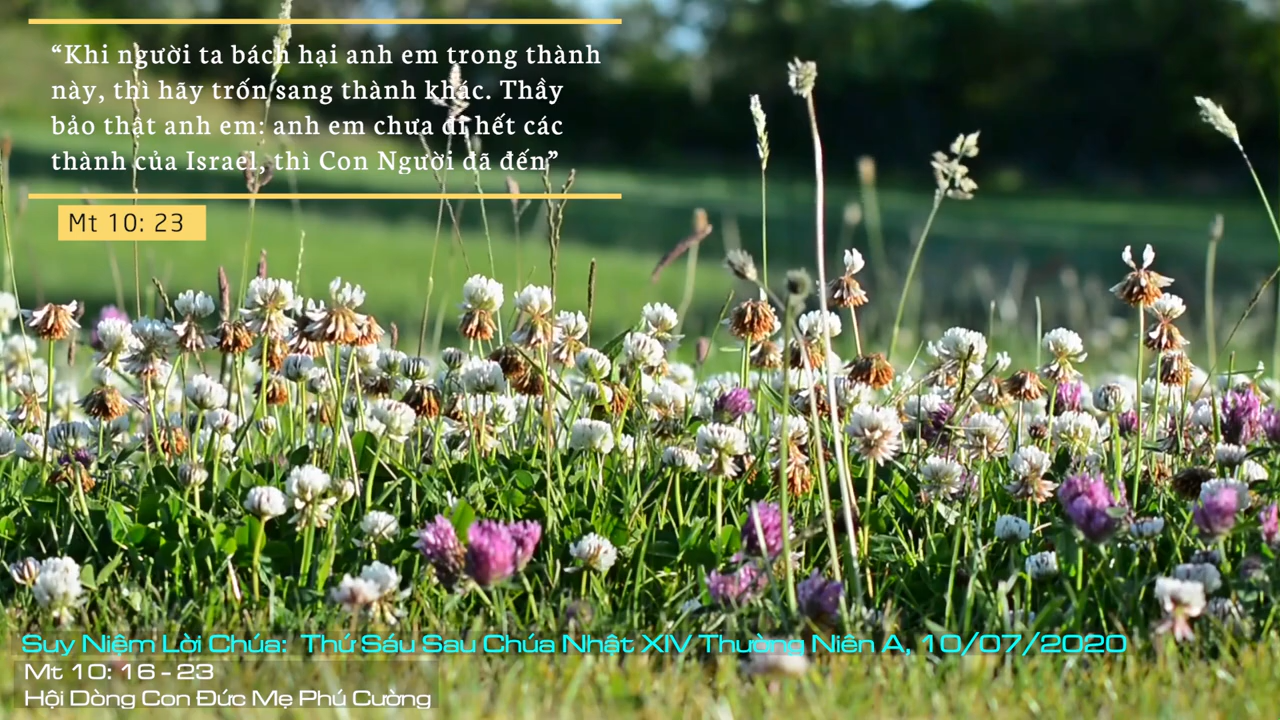 “Khi người ta bách hại anh em trong thành
này, thì hãy trốn sang thành khác. Thầy
bảo thật anh em: anh em chưa đi hết các
thành của Israel, thì Con Người đã đến”
Mt 10: 23
Suy Niệm Lời Chúa: Thứ Sáu Sau Chúa Nhật XIV Thường Niên A, 10/07/2020
Mt 10: 16 - 23
Hội Dòng Con Đức Mẹ Phú Cường